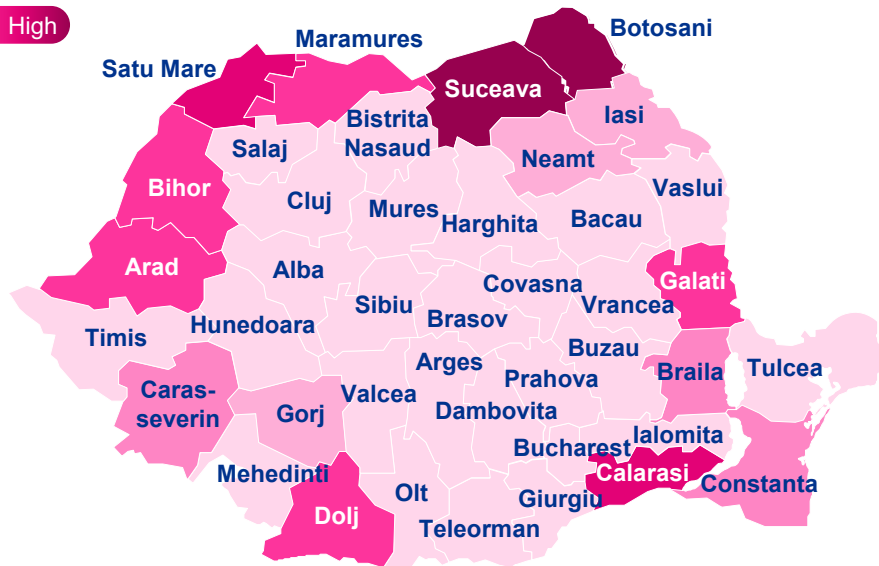 High
Botosani
Maramures
Satu Mare
Suceava
Iasi
Bistrita
Nasaud
Salaj
Neamt
Bihor
Vaslui
Cluj
Mures
Harghita
Bacau
Arad
Alba
Galati
Covasna
Sibiu
Vrancea
Hunedoara
Brasov
Timis
Buzau
Arges
Prahova
Braila
Tulcea
Caras-
severin
Valcea
Gorj
Dambovita
Ialomita
Bucharest
Mehedinti
Calarasi
Constanta
Olt
Giurgiu
Dolj
Teleorman